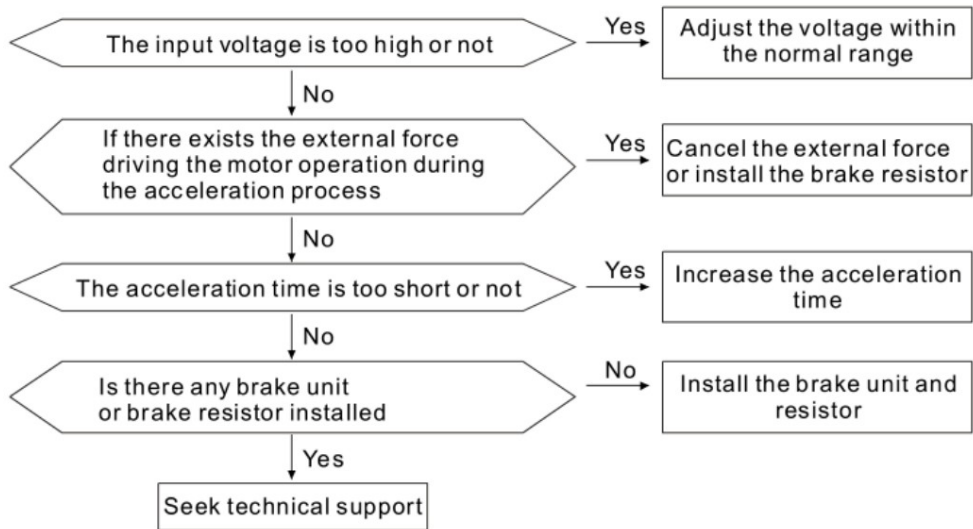 The input voltage is too high or not
Yes
Adjust the voltage within
the normal range
No
If there exists the external force
driving the motor operation during
the acceleration process
Yes
Cancel the external force
or install the brake resistor
No
The acceleration time is too short or not
Yes
Increase the acceleration
time
No
Is there any brake unit
or brake resistor installed
No
Install the brake unit and
resistor
Yes
Seek technical support